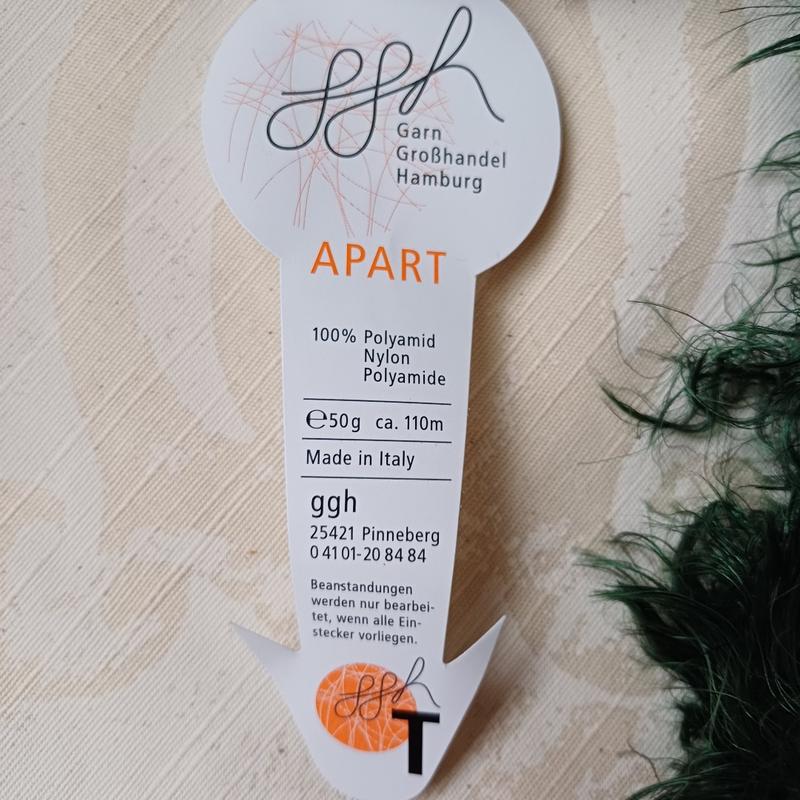 ggh
Garn
Großhandel
Hamburg
APART
100% Polyamid
Nylon
Polyamide
℮50g ca. 110m
Made in Italy
ggh
25421 Pinneberg
0 41 01-20 84 84
Beanstandungen
werden nur bearbei-
tet, wenn alle Ein-
stecker vorliegen.
ggh
T